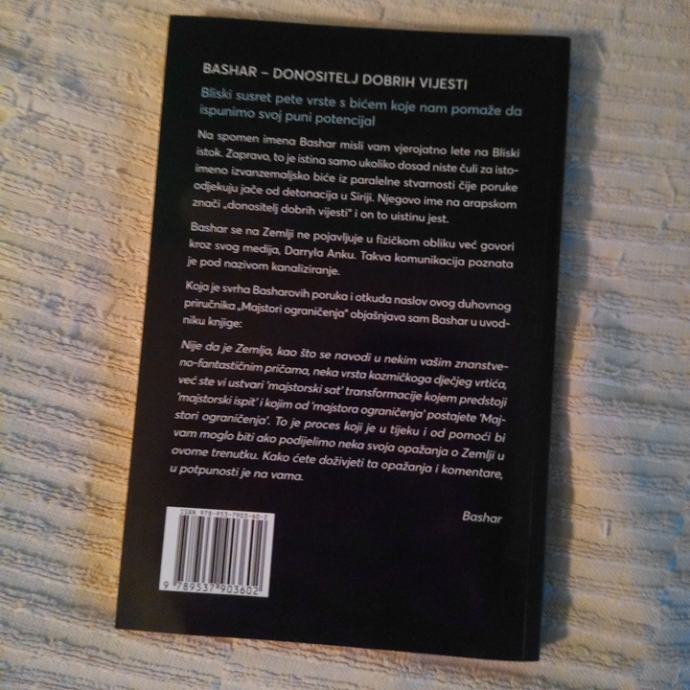 BASHAR – DONOSITELJ DOBRIH VIJESTI
Bliski susret pete vrste s bićem koje nam pomaže da
ispunimo svoj puni potencijal
Na spomen imena Bashar misli vam vjerojatno lete na Bliski
istok. Zapravo, to je istina samo ukoliko dosad niste čuli za isto-
imeno izvanzemaljsko biće iz paralelne stvarnosti čije poruke
odjekuju jače od detonacija u Siriji. Njegovo ime na arapskom
znači „donositelj dobrih vijesti" i on to uistinu jest.
Bashar se na Zemlji ne pojavljuje u fizičkom obliku već govori
kroz svog medija, Darryla Anku. Takva komunikacija poznata
je pod nazivom kanaliziranje.
Koja je svrha Basharovih poruka i otkuda naslov ovog duhovnog
priručnika „Majstori ograničenja" objašnjava sam Bashar u uvod-
niku knjige:
Nije da je Zemlja, kao što se navodi u nekim vašim znanstve-
no-fantastičnim pričama, neka vrsta kozmičkoga dječjeg vrtića,
već ste vi ustvari 'majstorski sat' transformacije kojem predstoji
'majstorski ispit' i kojim od 'majstora ograničenja' postajete 'Maj-
stori ograničenja'. To je proces koji je u tijeku i od pomoći bi
vam moglo biti ako podijelimo neka svoja opažanja o Zemlji u
ovome trenutku. Kako ćete doživjeti ta opažanja i komentare,
u potpunosti je na vama.
Bashar
ISBN 978-953-7903-60-2
9 789537 903602